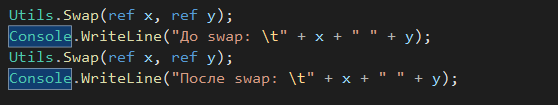 Utils.Swap(ref x, ref y);
Console.WriteLine("До swap: \t" + x + " " + y);
Utils.Swap(ref x, ref y);
Console.WriteLine("После swap: \t" + x + " " + y);